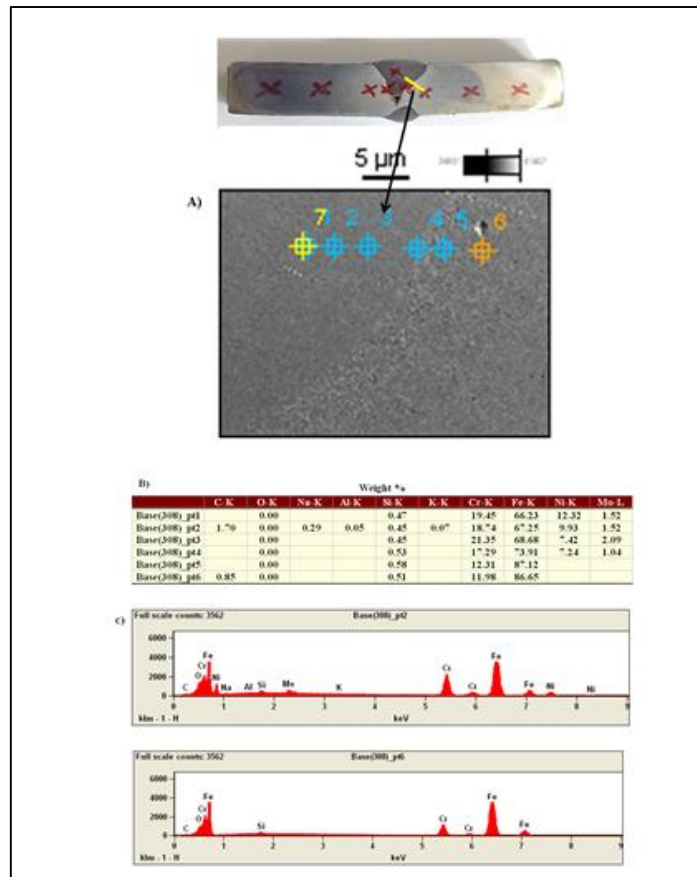 5 µm
A)
7 1 2 3 4 5 6
B)
Weight %
C-K O-K Na-K Al-K Si-K K-K Cr-K Fe-K Ni-K Mo-L
Base(308)_pt1 0.00 0.47 19.45 66.23 12.32 1.52
Base(308)_pt2 1.70 0.00 0.29 0.05 0.45 0.07 18.74 67.25 9.93 1.52
Base(308)_pt3 0.00 0.45 21.35 68.68 7.42 2.09
Base(308)_pt4 0.00 0.53 17.29 73.91 7.24 1.04
Base(308)_pt5 0.00 0.58 12.31 87.12
Base(308)_pt6 0.85 0.00 0.51 11.98 86.65
c)
Full scale counts: 3562 Base(308)_pt2
6000
4000
2000
0
C O Cr Fe Ni Na Al Si Mo K Cr Cr Fe Fe Ni Ni
0 1 2 3 4 5 6 7 8 9
klm - 1 - H keV
Full scale counts: 3562 Base(308)_pt6
6000
4000
2000
0
C O Cr Fe Si Cr Cr Fe Fe
0 1 2 3 4 5 6 7 8 9
klm - 1 - H keV